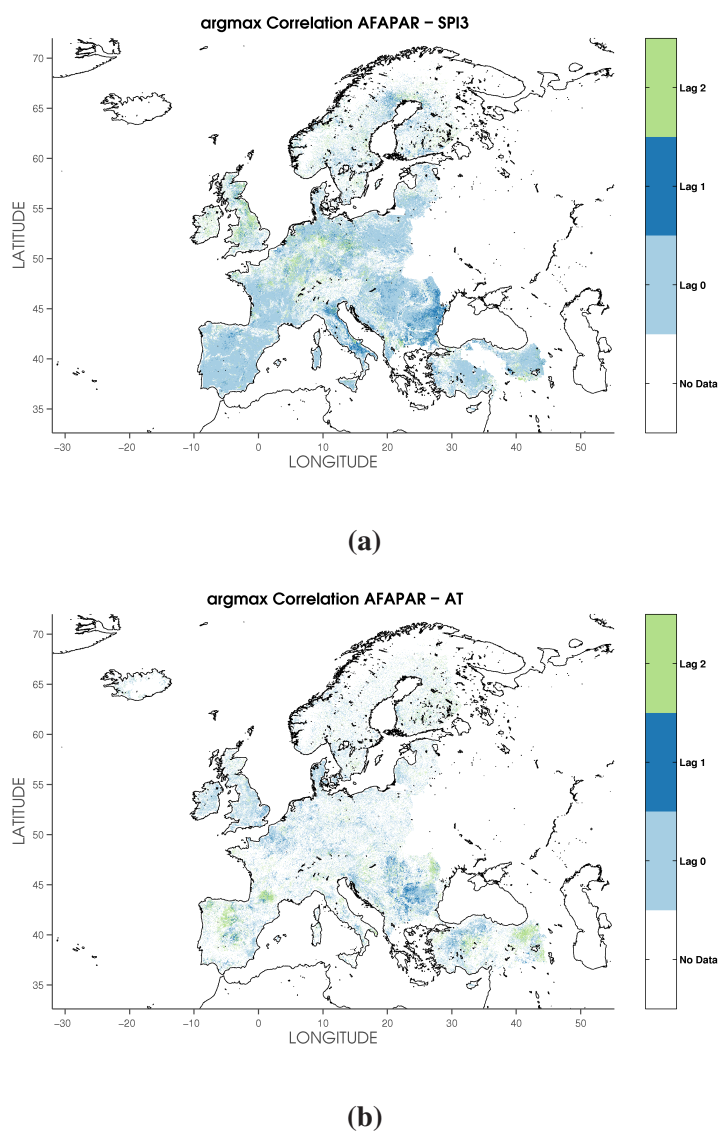 argmax Correlation AFAPAR – SPI3
70
65
60
55
50
45
40
35
LATITUDE
−30 −20 −10 0 10 20 30 40 50
LONGITUDE
Lag 2
Lag 1
Lag 0
No Data
(a)
argmax Correlation AFAPAR – AT
70
65
60
55
50
45
40
35
LATITUDE
−30 −20 −10 0 10 20 30 40 50
LONGITUDE
Lag 2
Lag 1
Lag 0
No Data
(b)